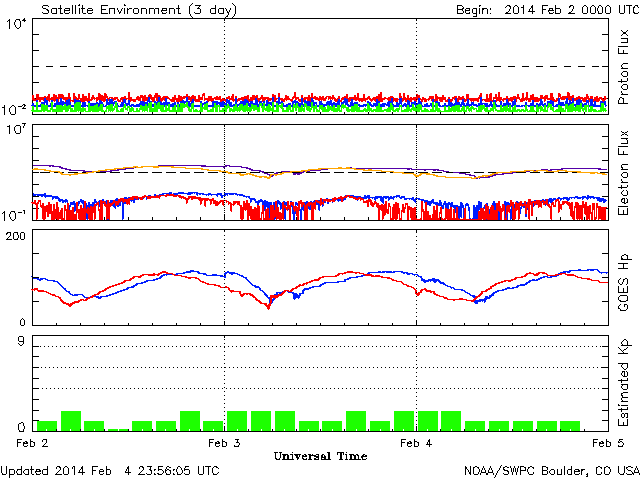 Satellite Environment (3 day) Begin: 2014 Feb 2 0000 UTC
10^4
10^-2
Proton Flux
10^7
10^-1
Electron Flux
200
0
GOES Hp
9
0
Estimated Kp
Feb 2 Feb 3 Feb 4 Feb 5
Universal Time
Updated 2014 Feb 4 23:56:05 UTC NOAA/SWPC Boulder, CO USA